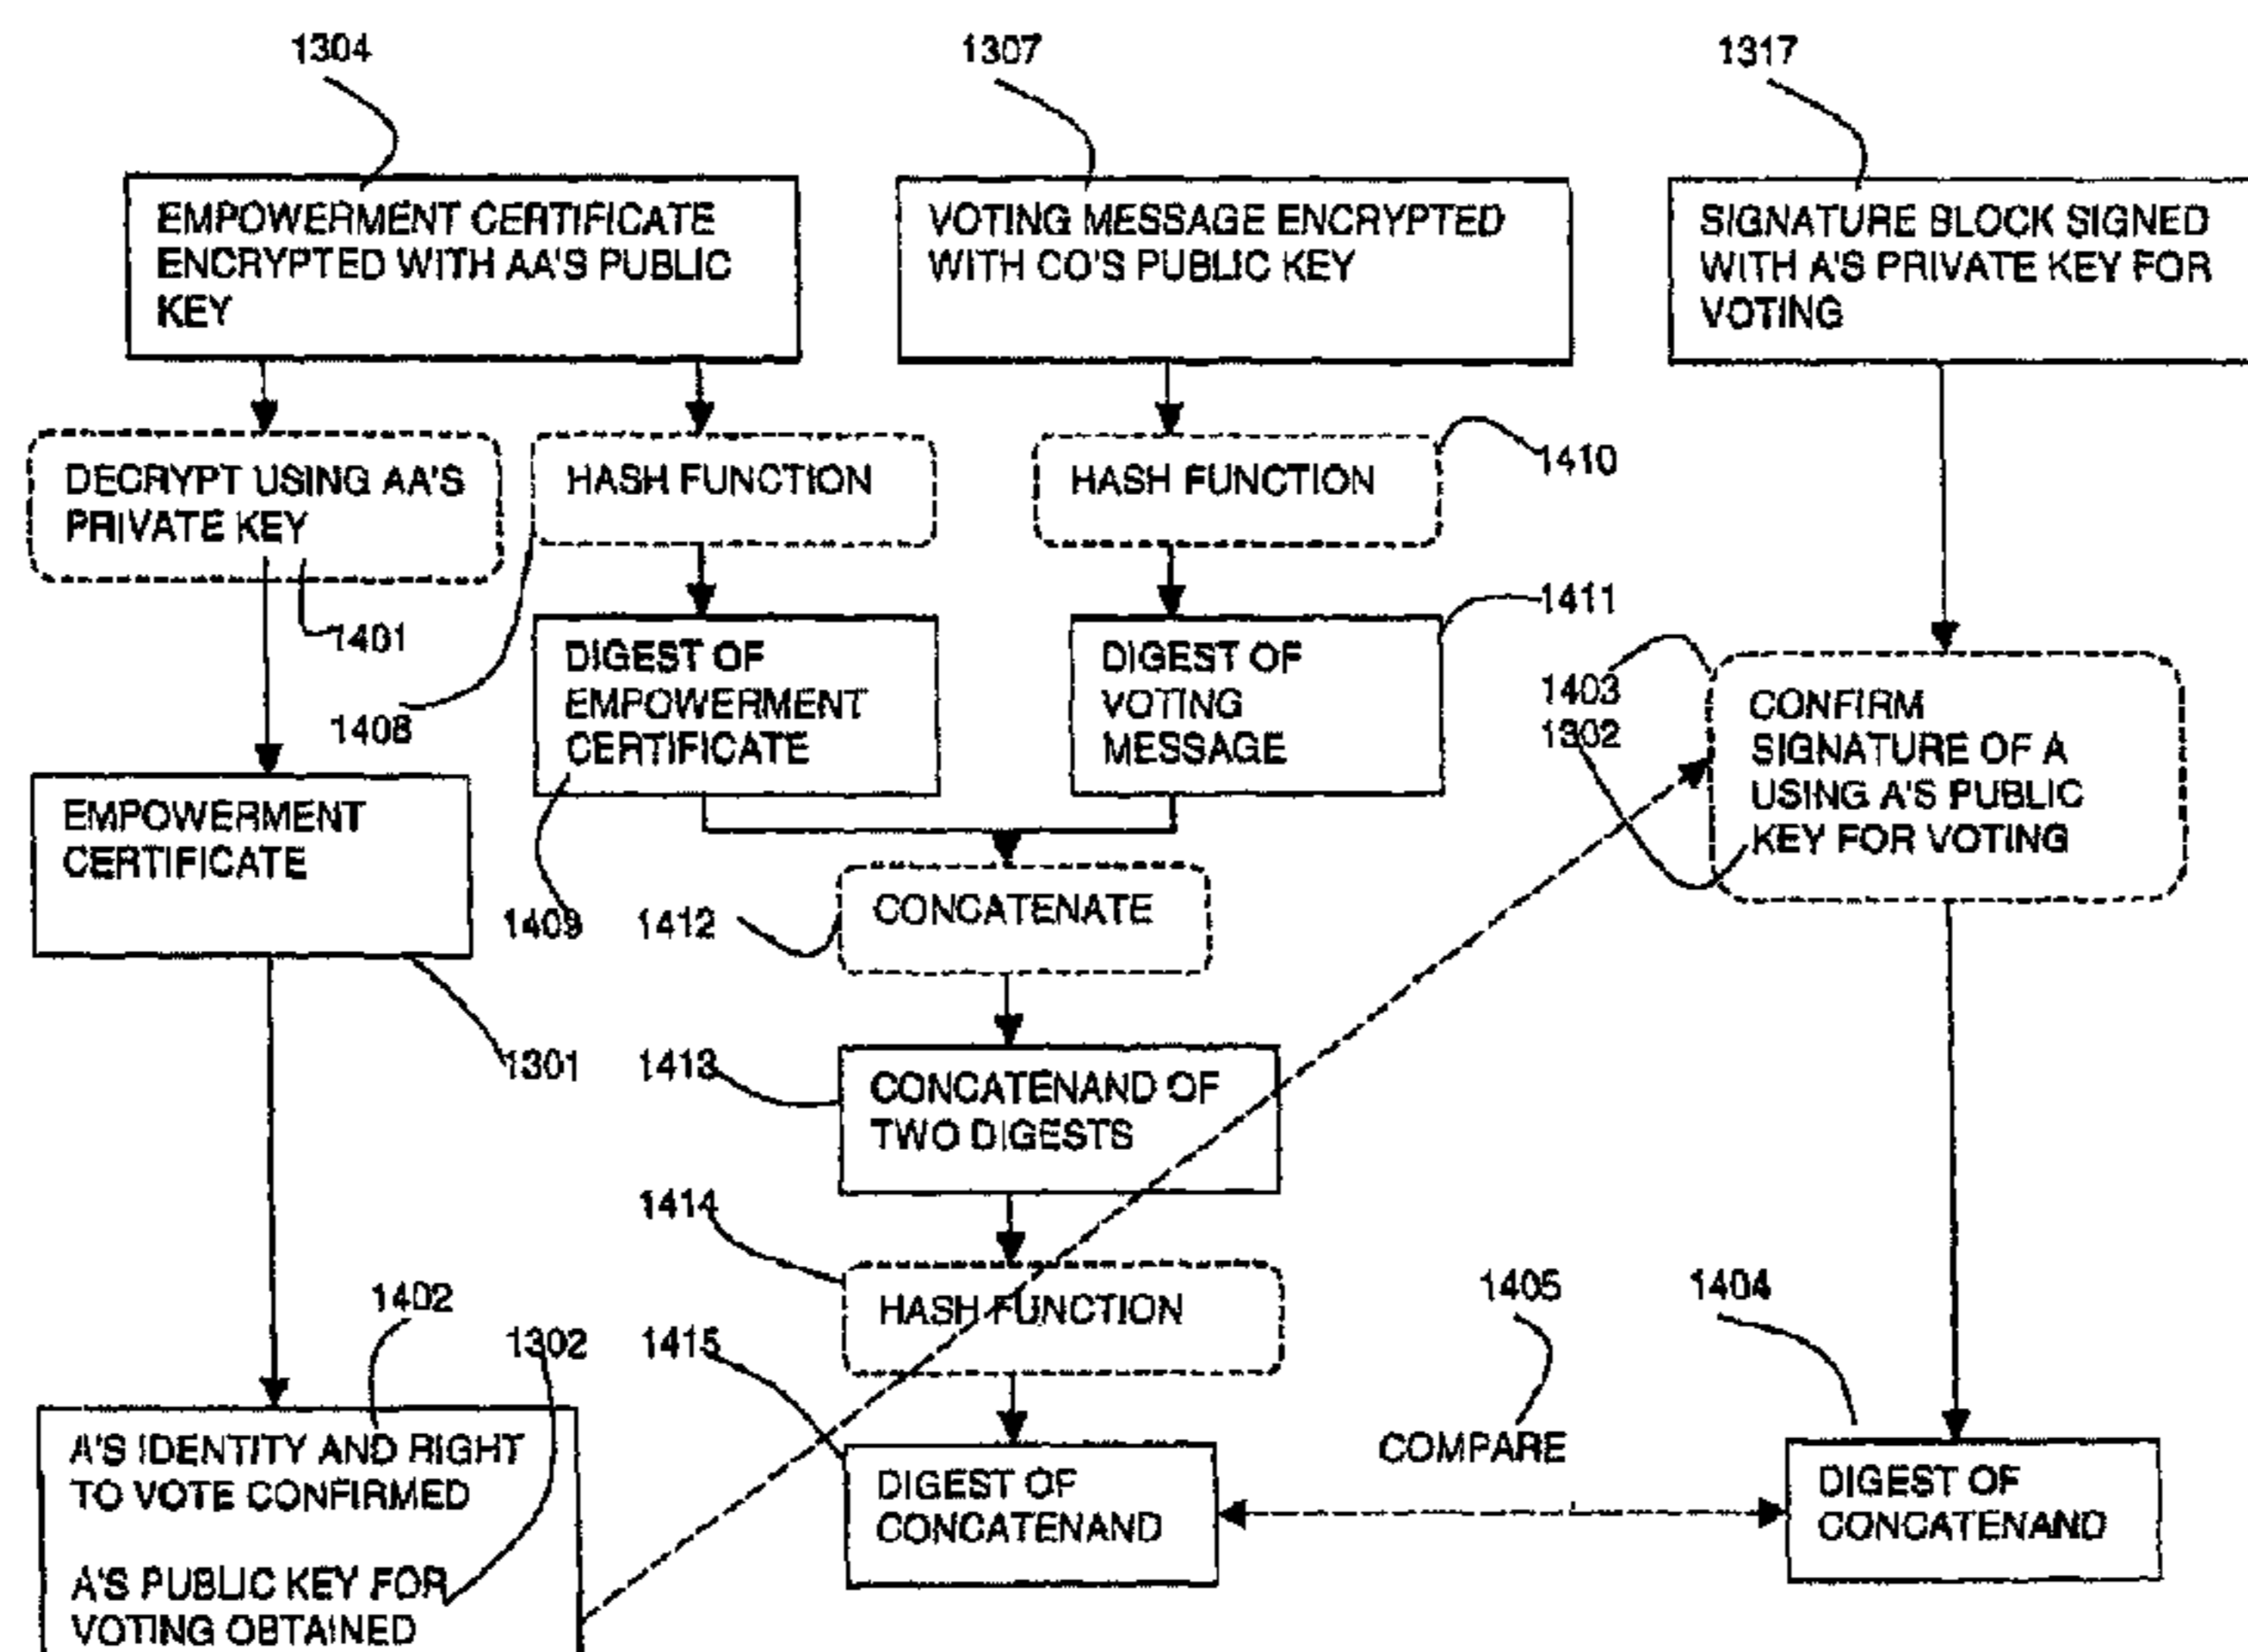 1304
1307
1317
EMPOWERMENT CERTIFICATE
ENCRYPTED WITH AA'S PUBLIC
KEY
VOTING MESSAGE ENCRYPTED
WITH CO'S PUBLIC KEY
SIGNATURE BLOCK SIGNED
WITH A'S PRIVATE KEY FOR
VOTING
DECRYPT USING AA'S
PRIVATE KEY
HASH FUNCTION
HASH FUNCTION
1410
1401
1408
DIGEST OF
EMPOWERMENT
CERTIFICATE
DIGEST OF
VOTING
MESSAGE
1411
1403
1302
CONFIRM
SIGNATURE OF A
USING A'S PUBLIC
KEY FOR VOTING
EMPOWERMENT
CERTIFICATE
1409
1412
CONCATENATE
1301
1413
CONCATENAND OF
TWO DIGESTS
1414
HASH FUNCTION
1402
1302
1415
1405
1404
A'S IDENTITY AND RIGHT
TO VOTE CONFIRMED
A'S PUBLIC KEY FOR
VOTING OBTAINED
DIGEST OF
CONCATENAND
COMPARE
DIGEST OF
CONCATENAND